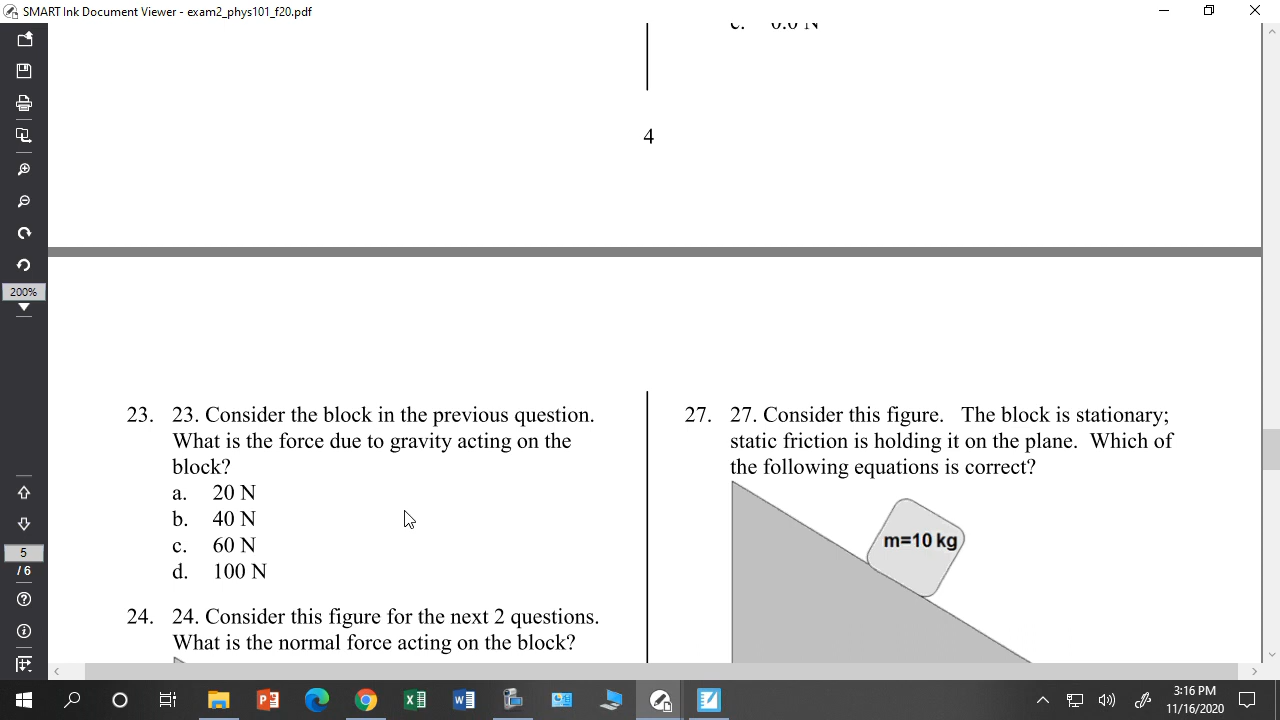 SMART Ink Document Viewer - exam2_phys101_f20.pdf
c. 0.0 N
4
200%
23. 23. Consider the block in the previous question.
What is the force due to gravity acting on the
block?
a. 20 N
b. 40 N
c. 60 N
d. 100 N
24. 24. Consider this figure for the next 2 questions.
What is the normal force acting on the block?
27. 27. Consider this figure. The block is stationary;
static friction is holding it on the plane. Which of
the following equations is correct?
m=10 kg
5
/ 6
3:16 PM
11/16/2020